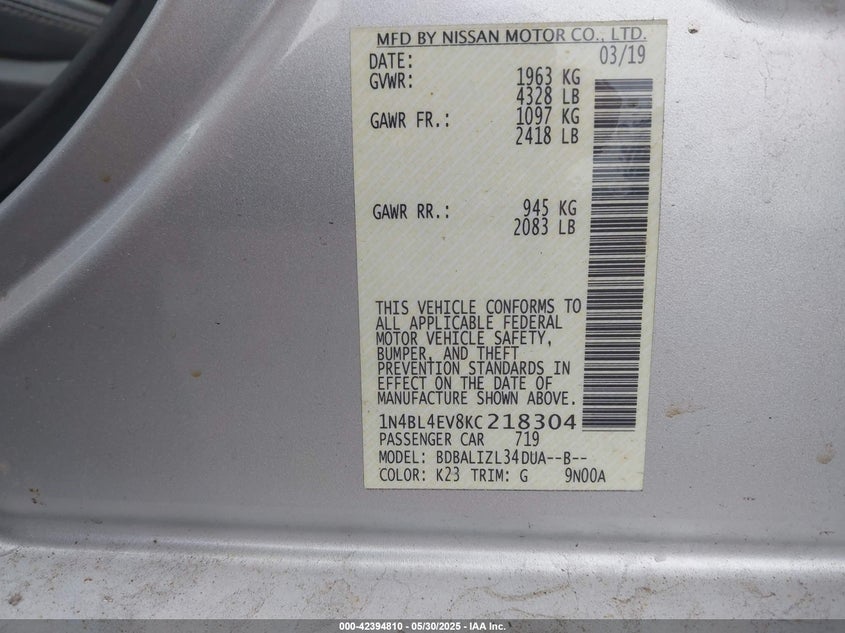 MFD BY NISSAN MOTOR CO., LTD.
DATE: 03/19
GVWR: 1963 KG
4328 LB
GAWR FR.: 1097 KG
2418 LB
GAWR RR.: 945 KG
2083 LB
THIS VEHICLE CONFORMS TO
ALL APPLICABLE FEDERAL
MOTOR VEHICLE SAFETY,
BUMPER, AND THEFT
PREVENTION STANDARDS IN
EFFECT ON THE DATE OF
MANUFACTURE SHOWN ABOVE.
1N4BL4EV8KC218304
PASSENGER CAR 719
MODEL: BDBALIZL34DUA--B--
COLOR: K23 TRIM: G 9N00A
000-42394810 — 05/30/2025 — IAA Inc.